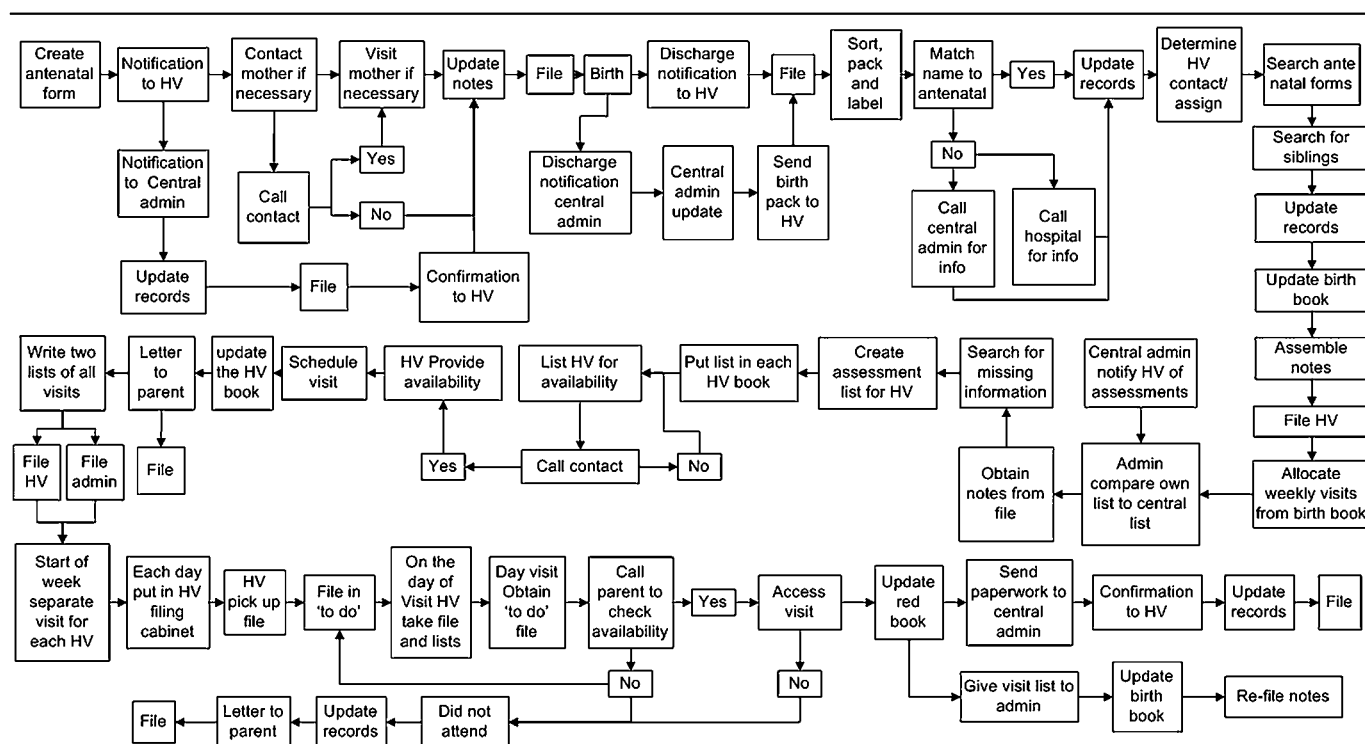 Create
antenatal
form
Notification
to HV
Contact
mother if
necessary
Visit
mother if
necessary
Update
notes
File
Birth
Discharge
notification
to HV
File
Sort,
pack
and
label
Match
name to
antenatal
Yes
Update
records
Determine
HV
contact/
assign
Search ante
natal forms
Notification
to Central
admin
Call
contact
Yes
No
Discharge
notification
central
admin
Central
admin
update
Send
birth
pack to
HV
No
Call
central
admin for
info
Call
hospital
for info
Search for
siblings
Update
records
Update
records
File
Confirmation
to HV
Update birth
book
Write two
lists of all
visits
Letter
to
parent
update
the HV
book
Schedule
visit
HV Provide
availability
List HV for
availability
Put list in each
HV book
Create
assessment
list for HV
Search for
missing
information
Central admin
notify HV of
assessments
Assemble
notes
File HV
File
HV
File
admin
File
Yes
Call contact
No
Obtain
notes from
file
Admin
compare own
list to central
list
Allocate
weekly visits
from birth book
Start of
week
separate
visit for
each HV
Each day
put in HV
filing
cabinet
HV
pick up
file
File in
‘to do’
On the
day of
Visit HV
take file
and lists
Day visit
Obtain
‘to do’
file
Call
parent to
check
availability
Yes
Access
visit
Update
red
book
Send
paperwork to
central
admin
Confirmation
to HV
Update
records
File
No
No
Give visit list to
admin
Update
birth
book
Re-file notes
File
Letter to
parent
Update
records
Did not
attend